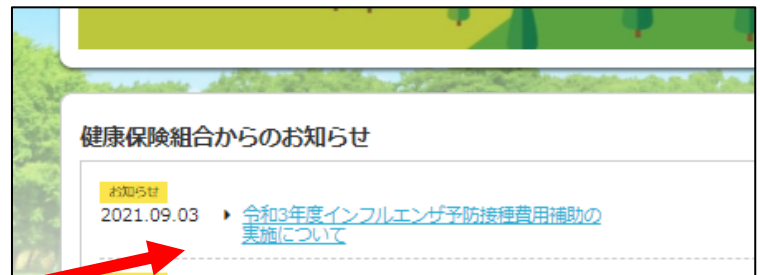 健康保険組合からのお知らせ
お知らせ
2021.09.03
令和3年度インフルエンザ予防接種費用補助の
実施について